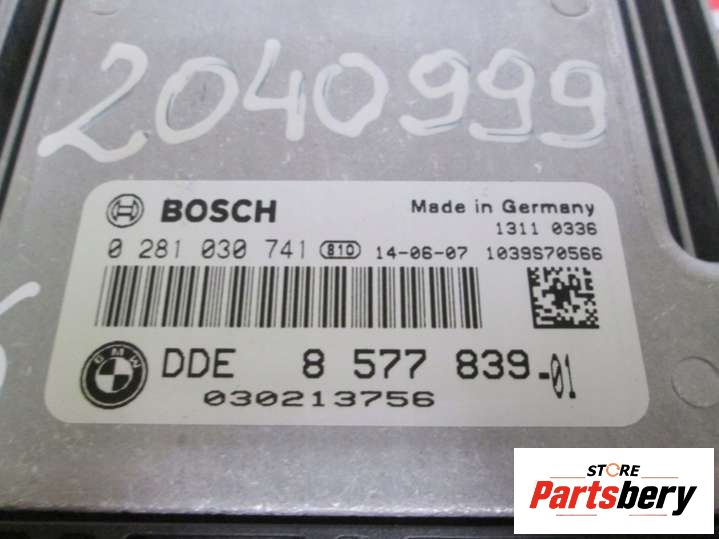 2040999
BOSCH
Made in Germany
1311 0336
0 281 030 741 810 14-06-07 1039S70566
BMW
DDE 8 577 839-01
030213756
STORE
Partsbery